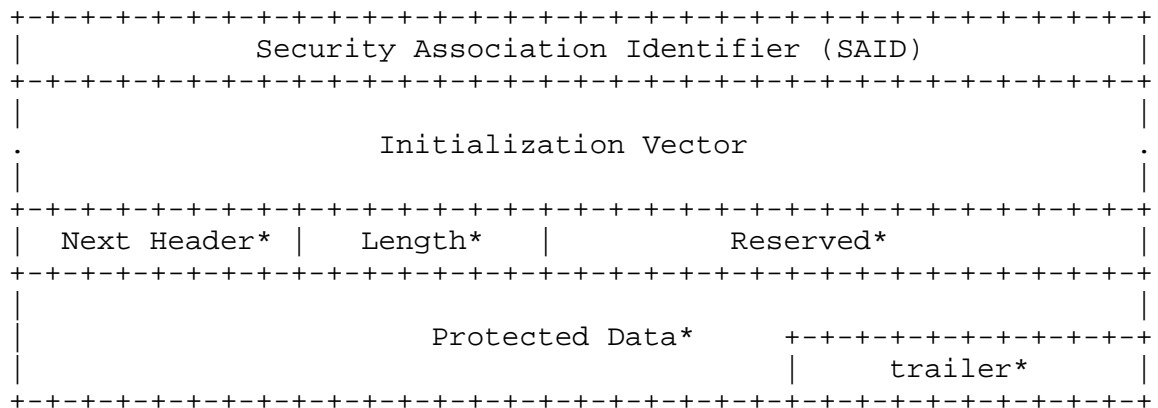 Security Association Identifier (SAID)
Initialization Vector
Next Header* | Length* | Reserved*
Protected Data*
trailer*